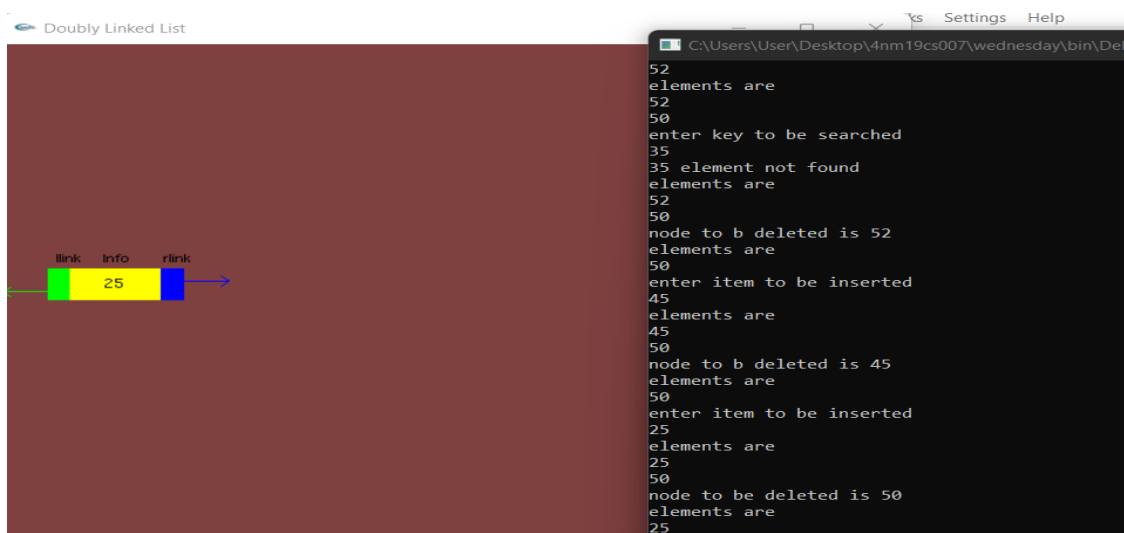 Doubly Linked List
ks Settings Help
C:\Users\User\Desktop\4nm19cs007\wednesday\bin\De
llink Info rlink
25
52
elements are
52
50
enter key to be searched
35
35 element not found
elements are
52
50
node to b deleted is 52
elements are
50
enter item to be inserted
45
elements are
45
50
node to b deleted is 45
elements are
50
enter item to be inserted
25
elements are
25
50
node to be deleted is 50
elements are
25